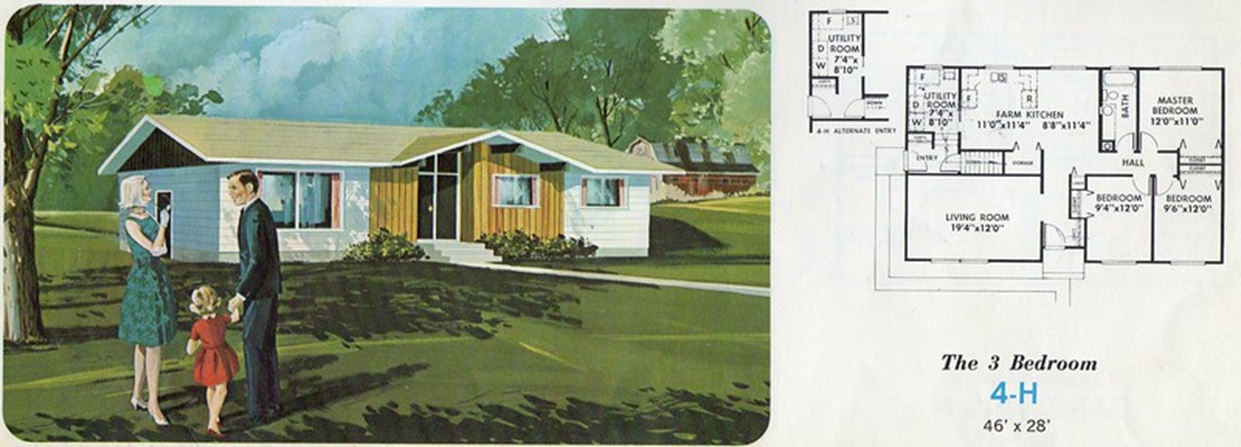 F S
UTILITY
ROOM
7'4"x
8'10"
D
W
DOWN
4-H ALTERNATE ENTRY
F
UTILITY
ROOM
7'4"x
8'10"
D
W
ENTRY
DOWN
S
F
R
FARM KITCHEN
11'0"x11'4" 8'8"x11'4"
STORAGE
BATH
MASTER
BEDROOM
12'0"x11'0"
HALL
LIVING ROOM
19'4"x12'0"
BEDROOM
9'4"x12'0"
BEDROOM
9'6"x12'0"
The 3 Bedroom
4-H
46' x 28'